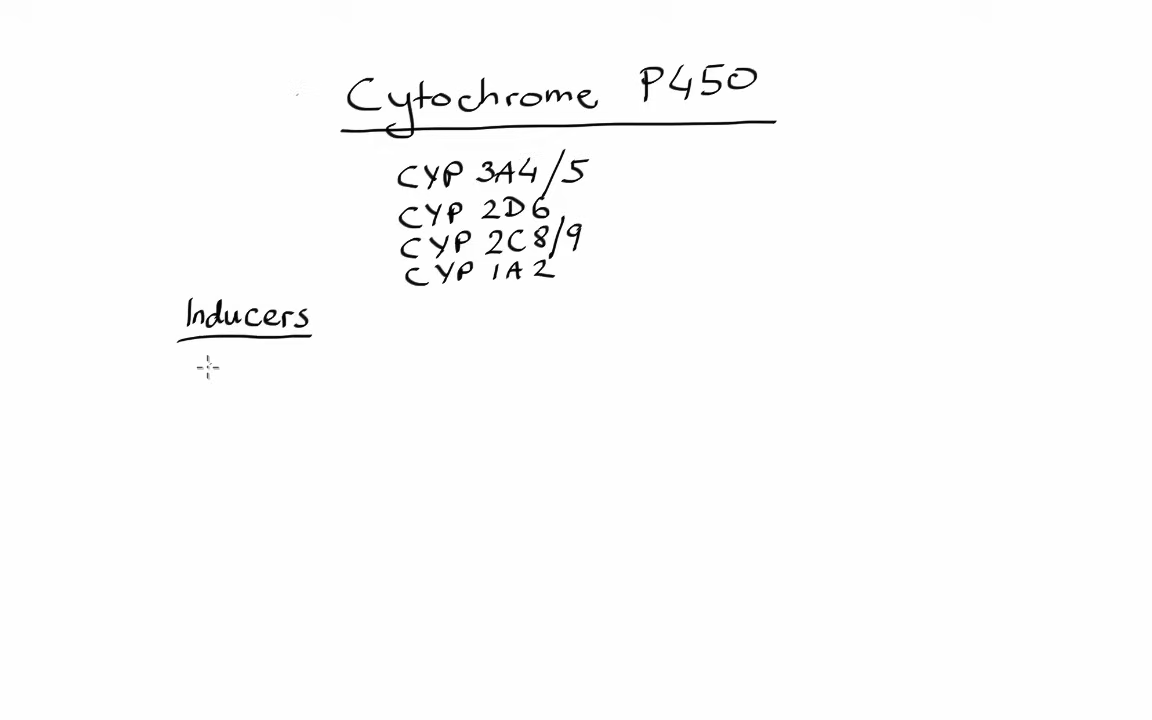 Cytochrome P450
CYP 3A4/5
CYP 2D6
CYP 2C8/9
CYP 1A2
Inducers